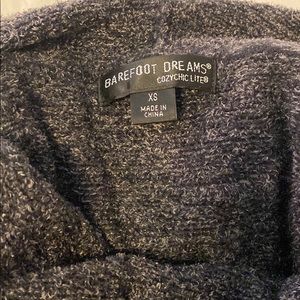 BAREFOOT DREAMS®
COZYCHIC LITE®
XS
MADE IN
CHINA